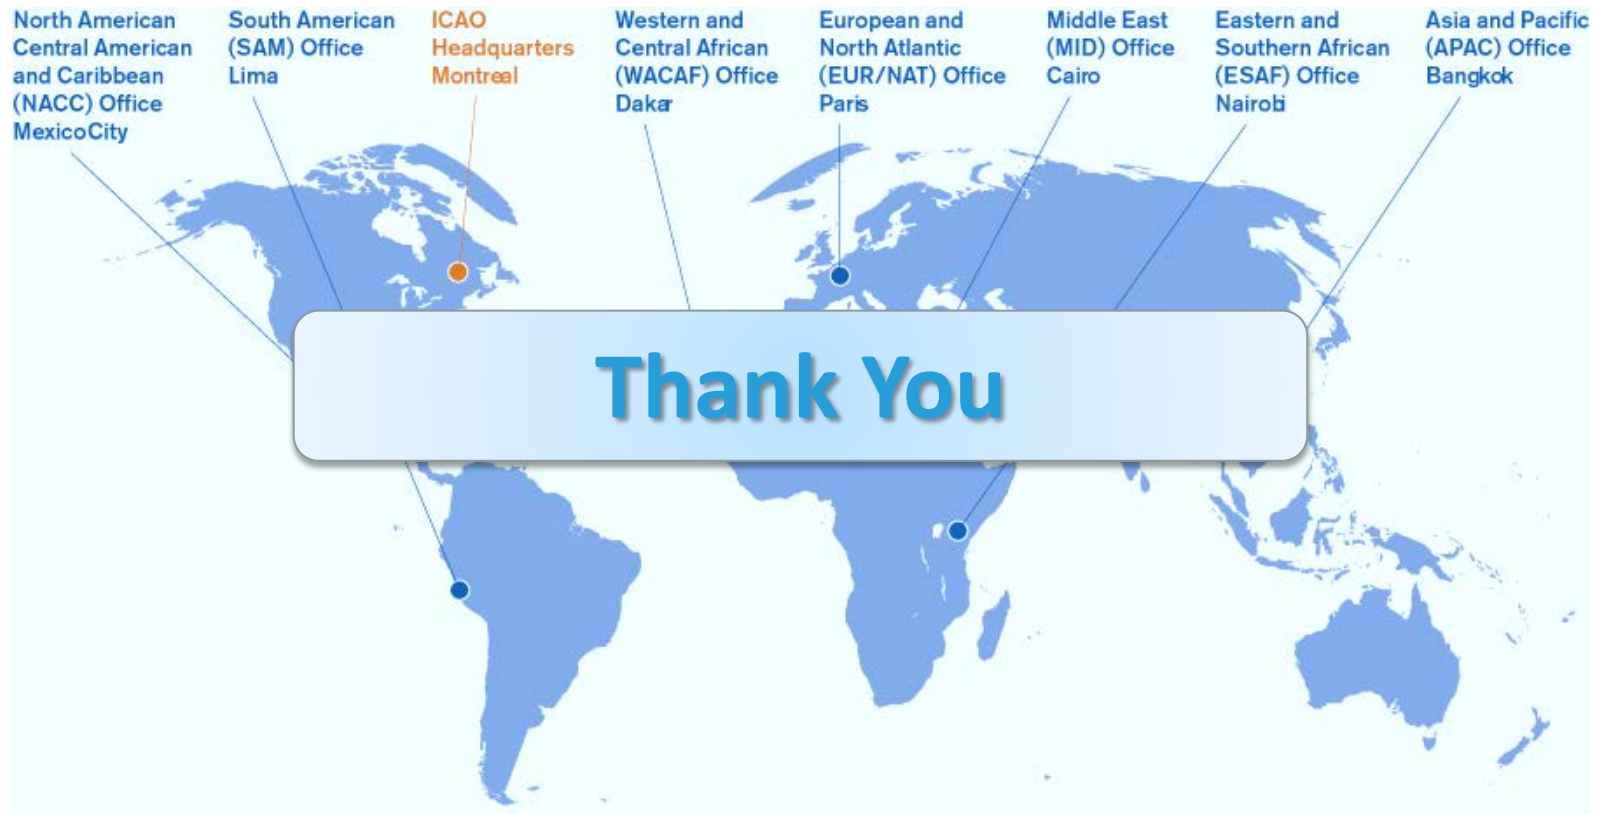 North American
Central American
and Caribbean
(NACC) Office
MexicoCity
South American
(SAM) Office
Lima
ICAO
Headquarters
Montreal
Western and
Central African
(WACAF) Office
Dakar
European and
North Atlantic
(EUR/NAT) Office
Paris
Middle East
(MID) Office
Cairo
Eastern and
Southern African
(ESAF) Office
Nairobi
Asia and Pacific
(APAC) Office
Bangkok
Thank You